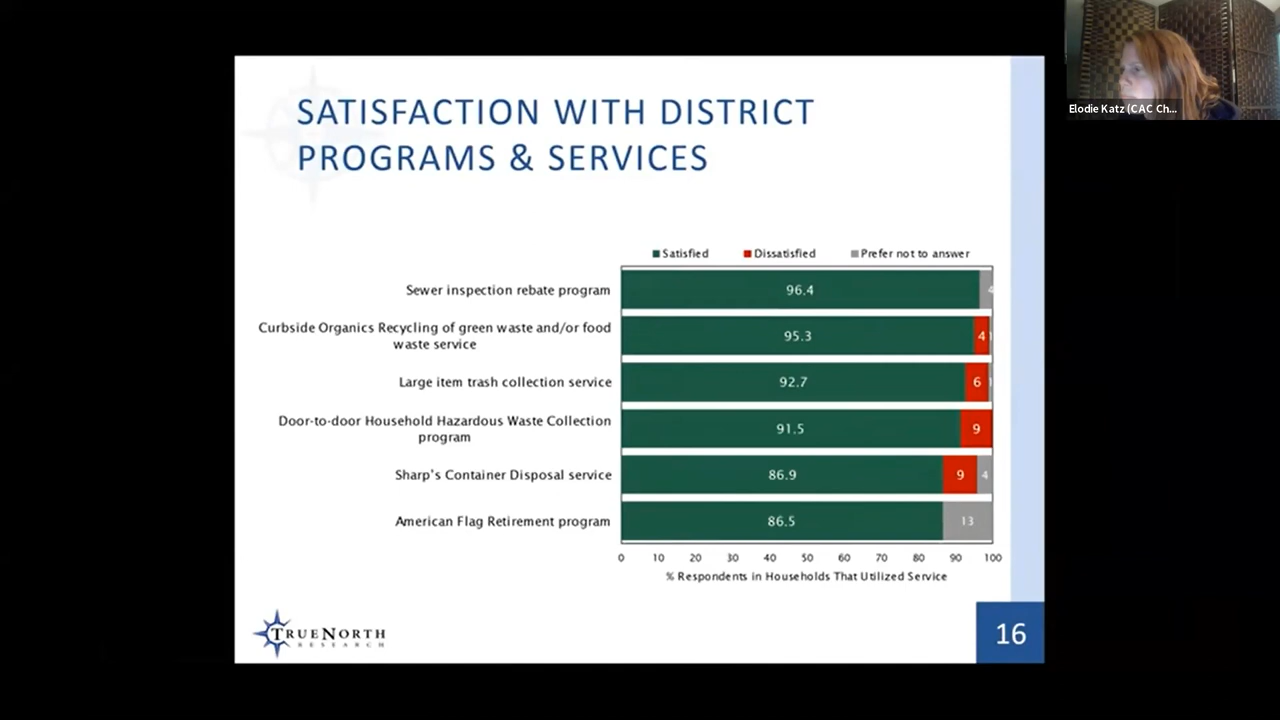 Elodie Katz (CAC Ch...
SATISFACTION WITH DISTRICT
PROGRAMS & SERVICES
Satisfied Dissatisfied Prefer not to answer
Sewer inspection rebate program 96.4 4
Curbside Organics Recycling of green waste and/or food
waste service 95.3 4 1
Large item trash collection service 92.7 6 1
Door-to-door Household Hazardous Waste Collection
program 91.5 9
Sharp's Container Disposal service 86.9 9 4
American Flag Retirement program 86.5 13
0 10 20 30 40 50 60 70 80 90 100
% Respondents in Households That Utilized Service
TRUENORTH
RESEARCH
16